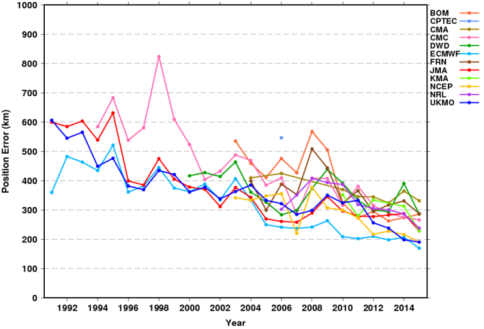 1000
900
800
700
600
500
400
300
200
100
0
Position Error (km)
1992 1994 1996 1998 2000 2002 2004 2006 2008 2010 2012 2014
Year
BOM
CPTEC
CMA
CMC
DWD
ECMWF
FRN
JMA
KMA
NCEP
NRL
UKMO